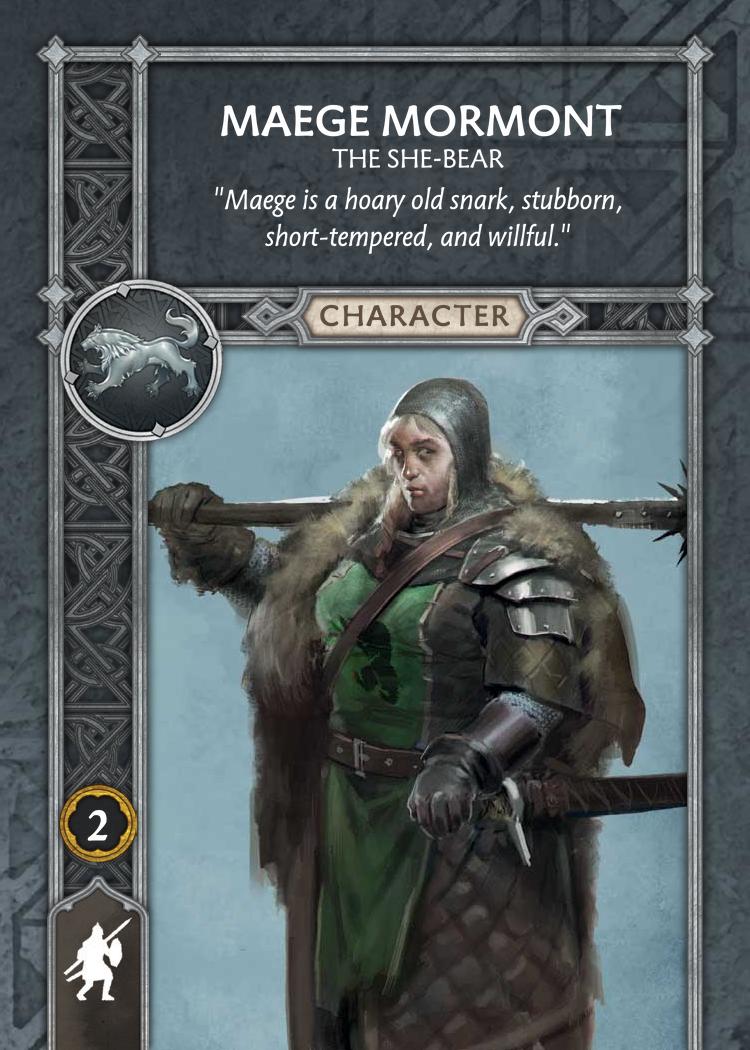 MAEGE MORMONT
THE SHE-BEAR
"Maege is a hoary old snark, stubborn,
short-tempered, and willful."
CHARACTER
2